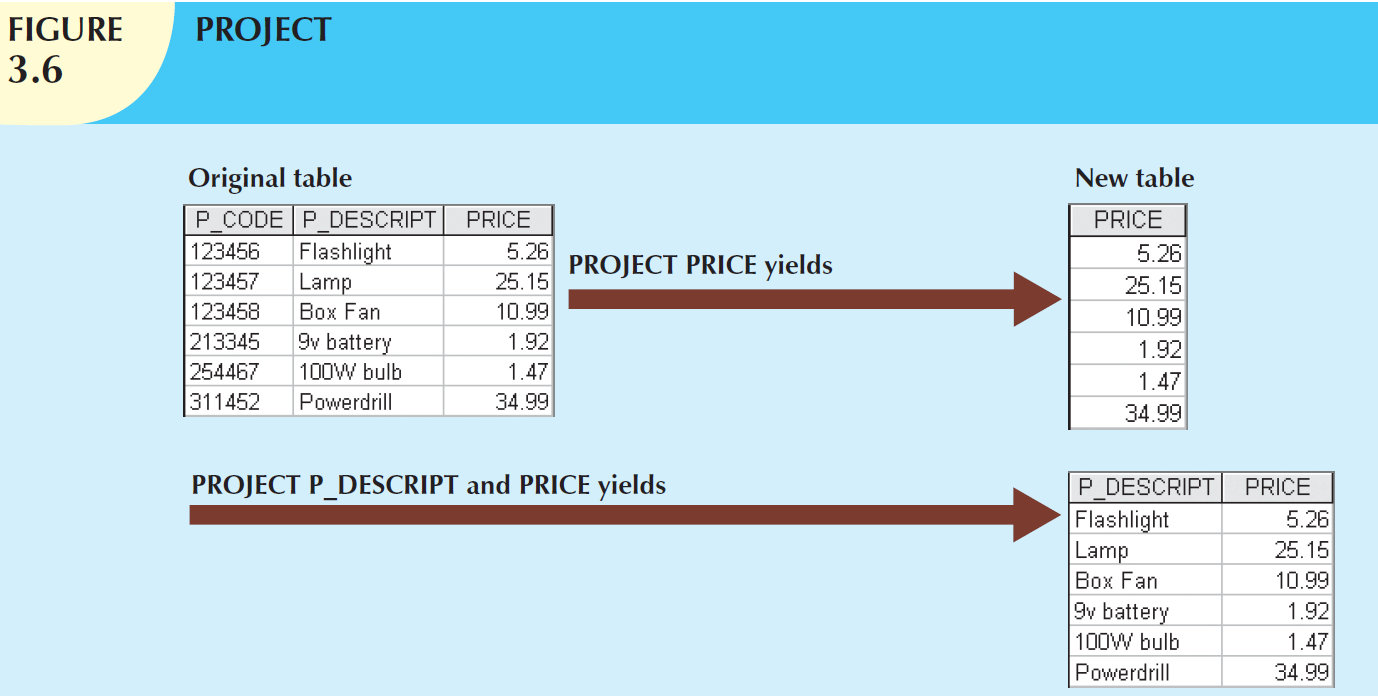 FIGURE
3.6
PROJECT
Original table
P_CODE P_DESCRIPT PRICE
123456 Flashlight 5.26
123457 Lamp 25.15
123458 Box Fan 10.99
213345 9v battery 1.92
254467 100W bulb 1.47
311452 Powerdrill 34.99
PROJECT PRICE yields
New table
PRICE
5.26
25.15
10.99
1.92
1.47
34.99
PROJECT P_DESCRIPT and PRICE yields
P_DESCRIPT PRICE
Flashlight 5.26
Lamp 25.15
Box Fan 10.99
9v battery 1.92
100W bulb 1.47
Powerdrill 34.99